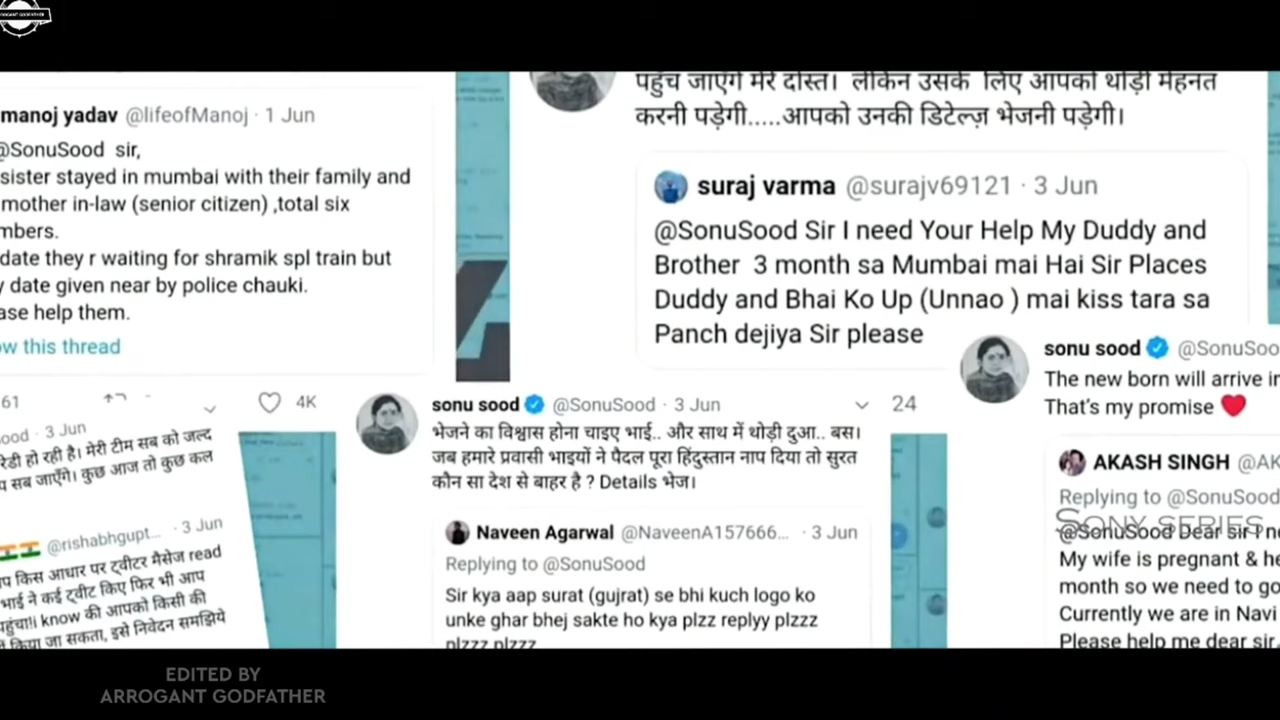 ARROGANT GODFATHER
manoj yadav @lifeofManoj · 1 Jun
@SonuSood sir,
sister stayed in mumbai with their family and
mother in-law (senior citizen) ,total six
mbers.
date they r waiting for shramik spl train but
y date given near by police chauki.
ase help them.
ow this thread
61
4K
पहुंच जाएंगे मेरे दोस्त। लेकिन उसके लिए आपको थोड़ी मेहनत
करनी पड़ेगी.....आपको उनकी डिटेल्ज़ भेजनी पड़ेगी।
suraj varma @surajv69121 · 3 Jun
@SonuSood Sir I need Your Help My Duddy and
Brother 3 month sa Mumbai mai Hai Sir Places
Duddy and Bhai Ko Up (Unnao ) mai kiss tara sa
Panch dejiya Sir please
24
ood · 3 Jun
रेडी हो रही है। मेरी टीम सब को जल्द
प सब जाएँगे। कुछ आज तो कुछ कल
@rishabhgupt... · 3 Jun
प किस आधार पर ट्वीटर मैसेज read
भाई ने कई ट्वीट किए फिर भी आप
पहुंचा!i know की आपको किसी की
किया जा सकता, इसे निवेदन समझिये
sonu sood @SonuSood · 3 Jun
भेजने का विश्वास होना चाइए भाई.. और साथ में थोड़ी दुआ.. बस।
जब हमारे प्रवासी भाइयों ने पैदल पूरा हिंदुस्तान नाप दिया तो सुरत
कौन सा देश से बाहर है ? Details भेज।
Naveen Agarwal @NaveenA157666... · 3 Jun
Replying to @SonuSood
Sir kya aap surat (gujrat) se bhi kuch logo ko
unke ghar bhej sakte ho kya plzz replyy plzzz
plzzz plzzz
sonu sood @SonuSoo
The new born will arrive in
That's my promise ❤
AKASH SINGH @AK
Replying to @SonuSood
SONY SERIES
@SonuSood Dear sir I ne
My wife is pregnant & he
month so we need to go
Currently we are in Navi
Please help me dear sir
EDITED BY
ARROGANT GODFATHER